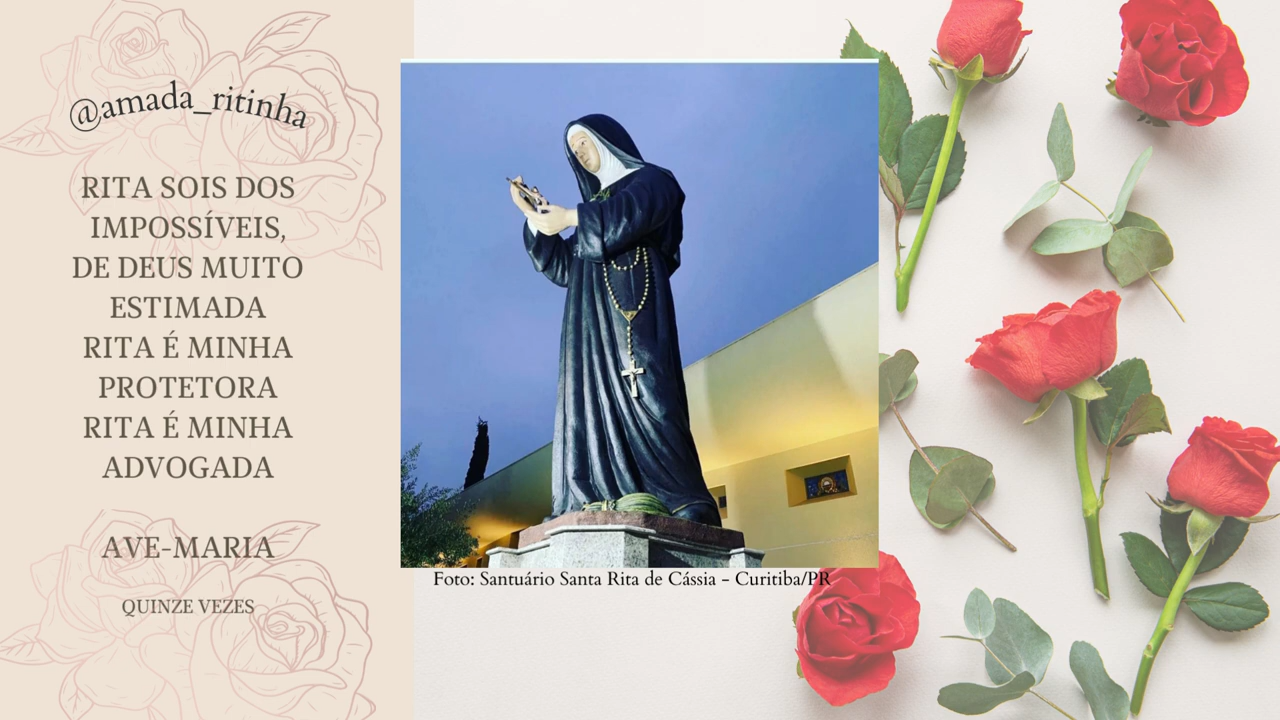 @amada_ritinha
RITA SOIS DOS
IMPOSSÍVEIS,
DE DEUS MUITO
ESTIMADA
RITA É MINHA
PROTETORA
RITA É MINHA
ADVOGADA
AVE-MARIA
QUINZE VEZES
Foto: Santuário Santa Rita de Cássia - Curitiba/PR